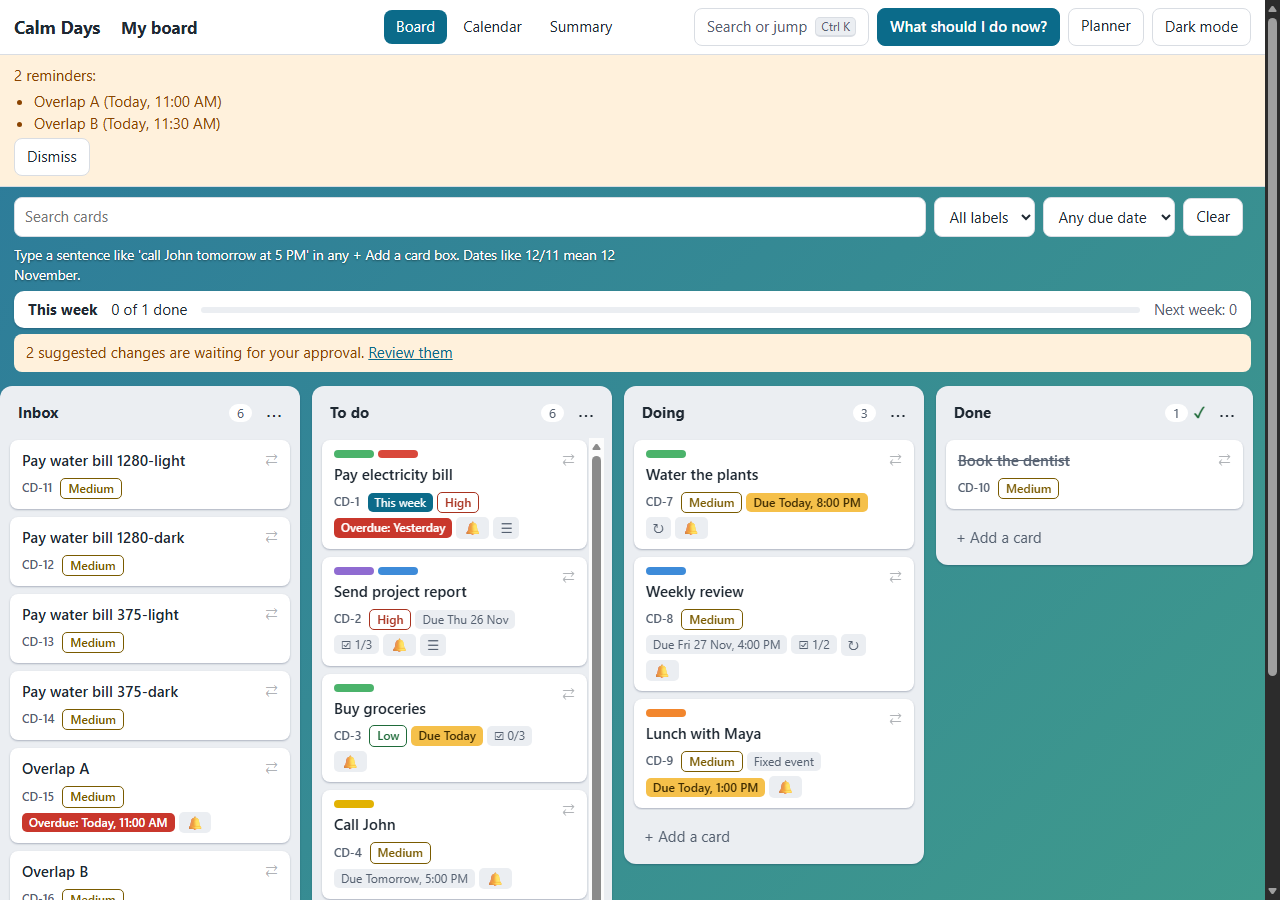 Calm Days My board Board Calendar Summary Search or jump Ctrl K What should I do now? Planner Dark mode
2 reminders:
• Overlap A (Today, 11:00 AM)
• Overlap B (Today, 11:30 AM)
Dismiss
Search cards All labels Any due date Clear
Type a sentence like 'call John tomorrow at 5 PM' in any + Add a card box. Dates like 12/11 mean 12
November.
This week 0 of 1 done Next week: 0
2 suggested changes are waiting for your approval. Review them
Inbox 6 ...
Pay water bill 1280-light
CD-11 Medium
Pay water bill 1280-dark
CD-12 Medium
Pay water bill 375-light
CD-13 Medium
Pay water bill 375-dark
CD-14 Medium
Overlap A
CD-15 Medium
Overdue: Today, 11:00 AM
Overlap B
CD-16 Medium
To do 6 ...
Pay electricity bill
CD-1 This week High
Overdue: Yesterday
Send project report
CD-2 High Due Thu 26 Nov
1/3
Buy groceries
CD-3 Low Due Today 0/3
Call John
CD-4 Medium
Due Tomorrow, 5:00 PM
Doing 3 ...
Water the plants
CD-7 Medium Due Today, 8:00 PM
Weekly review
CD-8 Medium
Due Fri 27 Nov, 4:00 PM 1/2
Lunch with Maya
CD-9 Medium Fixed event
Due Today, 1:00 PM
+ Add a card
Done 1 ✓ ...
Book the dentist
CD-10 Medium
+ Add a card